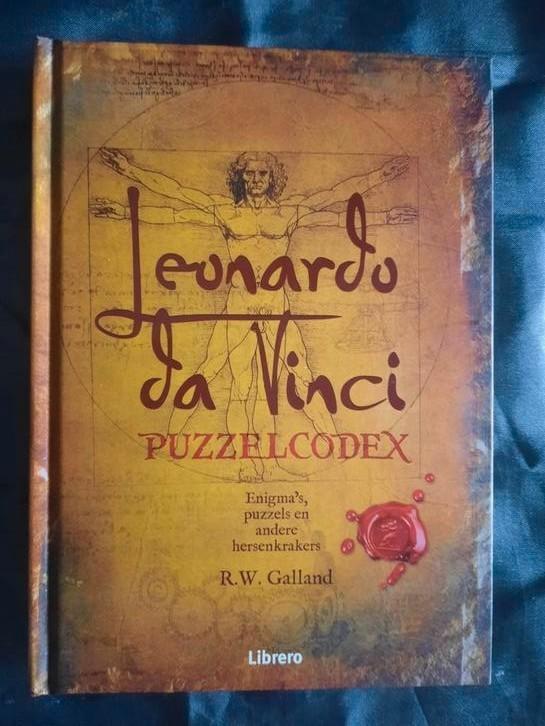 Leonardo
da Vinci
PUZZELCODEX
Enigma's,
puzzels en
andere
hersenkrakers
R.W. Galland
Librero